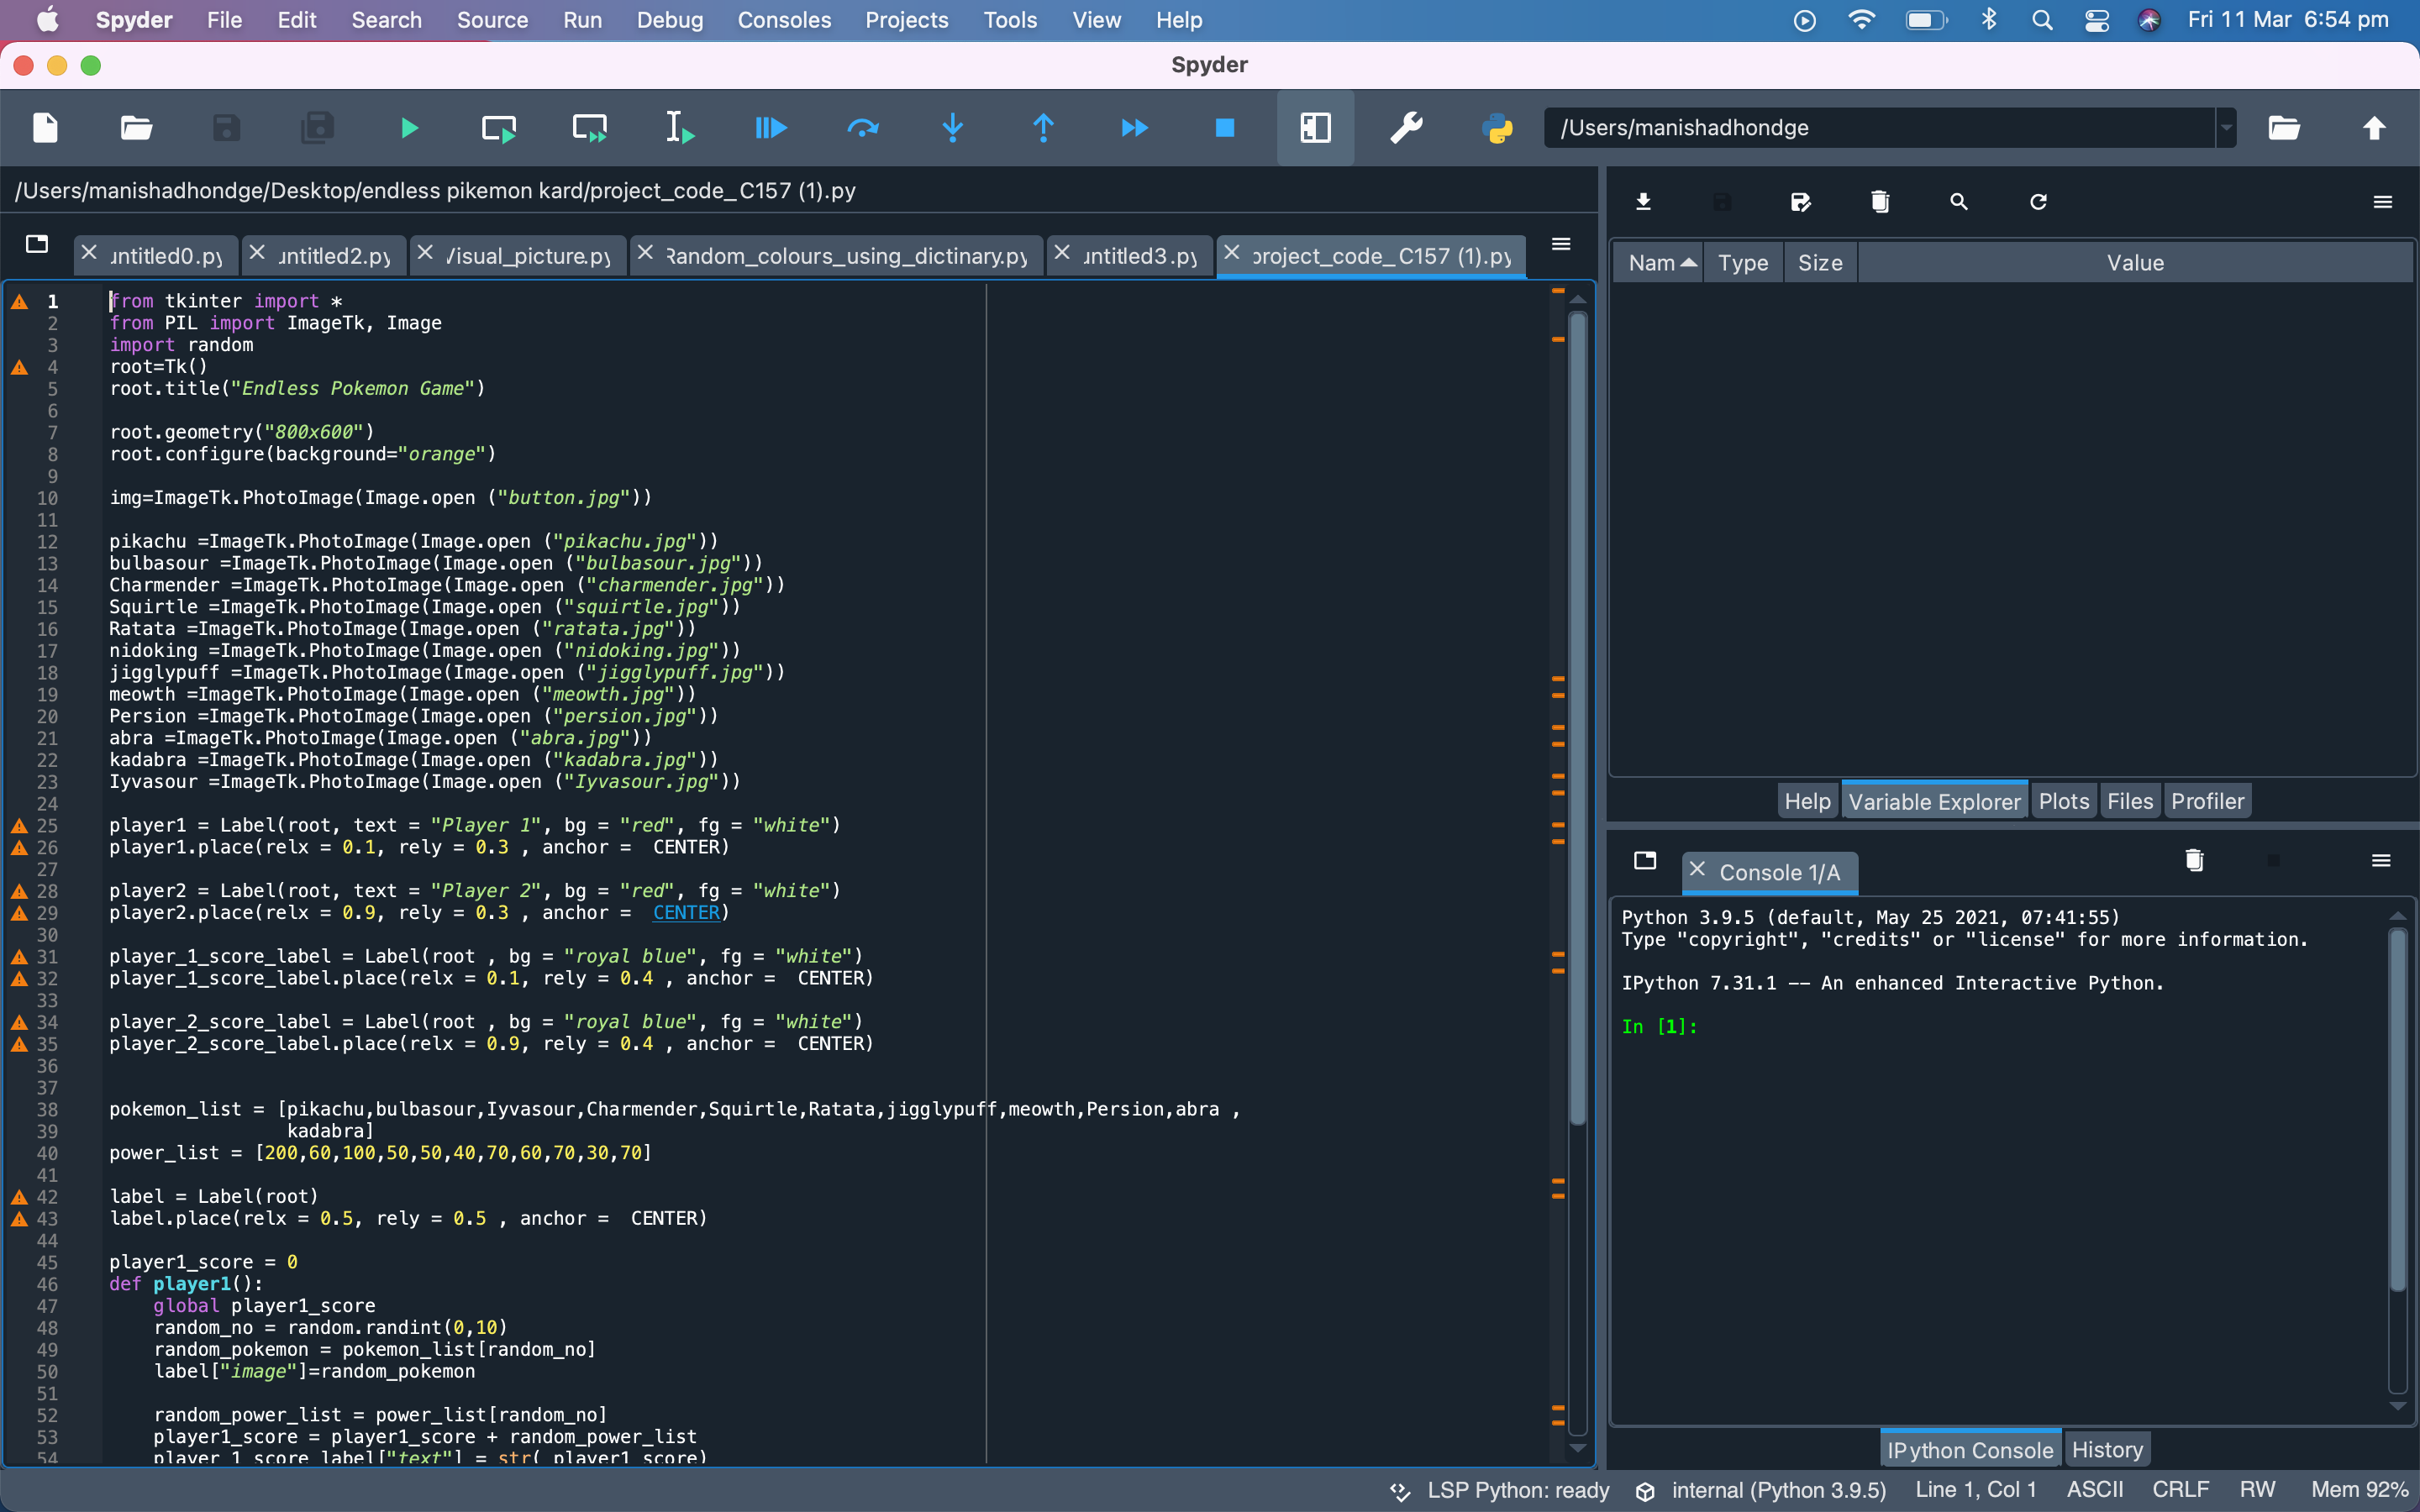 Spyder File Edit Search Source Run Debug Consoles Projects Tools View Help Fri 11 Mar 6:54 pm
Spyder
/Users/manishadhondge
/Users/manishadhondge/Desktop/endless pikemon kard/project_code_C157 (1).py
untitled0.py untitled2.py Visual_picture.py Random_colours_using_dictinary.py untitled3.py project_code_C157 (1).py
1 from tkinter import *
2 from PIL import ImageTk, Image
3 import random
4 root=Tk()
5 root.title("Endless Pokemon Game")
6
7 root.geometry("800x600")
8 root.configure(background="orange")
9
10 img=ImageTk.PhotoImage(Image.open ("button.jpg"))
11
12 pikachu =ImageTk.PhotoImage(Image.open ("pikachu.jpg"))
13 bulbasour =ImageTk.PhotoImage(Image.open ("bulbasour.jpg"))
14 Charmender =ImageTk.PhotoImage(Image.open ("charmender.jpg"))
15 Squirtle =ImageTk.PhotoImage(Image.open ("squirtle.jpg"))
16 Ratata =ImageTk.PhotoImage(Image.open ("ratata.jpg"))
17 nidoking =ImageTk.PhotoImage(Image.open ("nidoking.jpg"))
18 jigglypuff =ImageTk.PhotoImage(Image.open ("jigglypuff.jpg"))
19 meowth =ImageTk.PhotoImage(Image.open ("meowth.jpg"))
20 Persion =ImageTk.PhotoImage(Image.open ("persion.jpg"))
21 abra =ImageTk.PhotoImage(Image.open ("abra.jpg"))
22 kadabra =ImageTk.PhotoImage(Image.open ("kadabra.jpg"))
23 Iyvasour =ImageTk.PhotoImage(Image.open ("Iyvasour.jpg"))
24
25 player1 = Label(root, text = "Player 1", bg = "red", fg = "white")
26 player1.place(relx = 0.1, rely = 0.3 , anchor =  CENTER)
27
28 player2 = Label(root, text = "Player 2", bg = "red", fg = "white")
29 player2.place(relx = 0.9, rely = 0.3 , anchor =  CENTER)
30
31 player_1_score_label = Label(root , bg = "royal blue", fg = "white")
32 player_1_score_label.place(relx = 0.1, rely = 0.4 , anchor =  CENTER)
33
34 player_2_score_label = Label(root , bg = "royal blue", fg = "white")
35 player_2_score_label.place(relx = 0.9, rely = 0.4 , anchor =  CENTER)
36
37
38 pokemon_list = [pikachu,bulbasour,Iyvasour,Charmender,Squirtle,Ratata,jigglypuff,meowth,Persion,abra ,
39 kadabra]
40 power_list = [200,60,100,50,50,40,70,60,70,30,70]
41
42 label = Label(root)
43 label.place(relx = 0.5, rely = 0.5 , anchor =  CENTER)
44
45 player1_score = 0
46 def player1():
47 global player1_score
48 random_no = random.randint(0,10)
49 random_pokemon = pokemon_list[random_no]
50 label["image"]=random_pokemon
51
52 random_power_list = power_list[random_no]
53 player1_score = player1_score + random_power_list
54 player_1_score_label["text"] = str( player1_score)
Nam Type Size Value
Help Variable Explorer Plots Files Profiler
Console 1/A
Python 3.9.5 (default, May 25 2021, 07:41:55)
Type "copyright", "credits" or "license" for more information.
IPython 7.31.1 -- An enhanced Interactive Python.
In [1]:
IPython Console History
LSP Python: ready internal (Python 3.9.5) Line 1, Col 1 ASCII CRLF RW Mem 92%